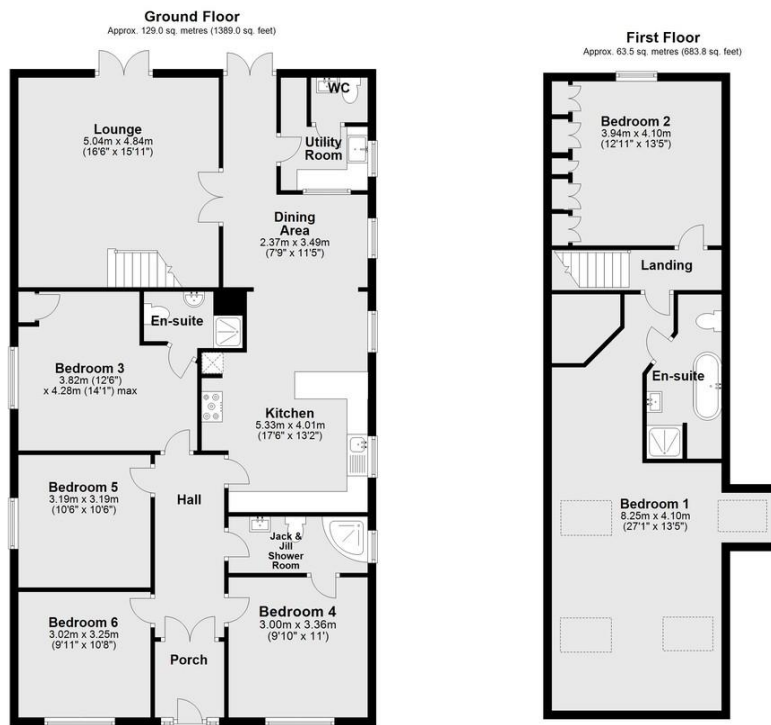 Ground Floor
Approx. 129.0 sq. metres (1389.0 sq. feet)
WC
Lounge
5.04m x 4.84m
(16'6" x 15'11")
Utility
Room
Dining
Area
2.37m x 3.49m
(7'9" x 11'5")
En-suite
Bedroom 3
3.82m (12'6")
x 4.28m (14'1") max
Kitchen
5.33m x 4.01m
(17'6" x 13'2")
Bedroom 5
3.19m x 3.19m
(10'6" x 10'6")
Hall
Jack &
Jill
Shower
Room
Bedroom 6
3.02m x 3.25m
(9'11" x 10'8")
Bedroom 4
3.00m x 3.36m
(9'10" x 11')
Porch
First Floor
Approx. 63.5 sq. metres (683.8 sq. feet)
Bedroom 2
3.94m x 4.10m
(12'11" x 13'5")
Landing
En-suite
Bedroom 1
8.25m x 4.10m
(27'1" x 13'5")